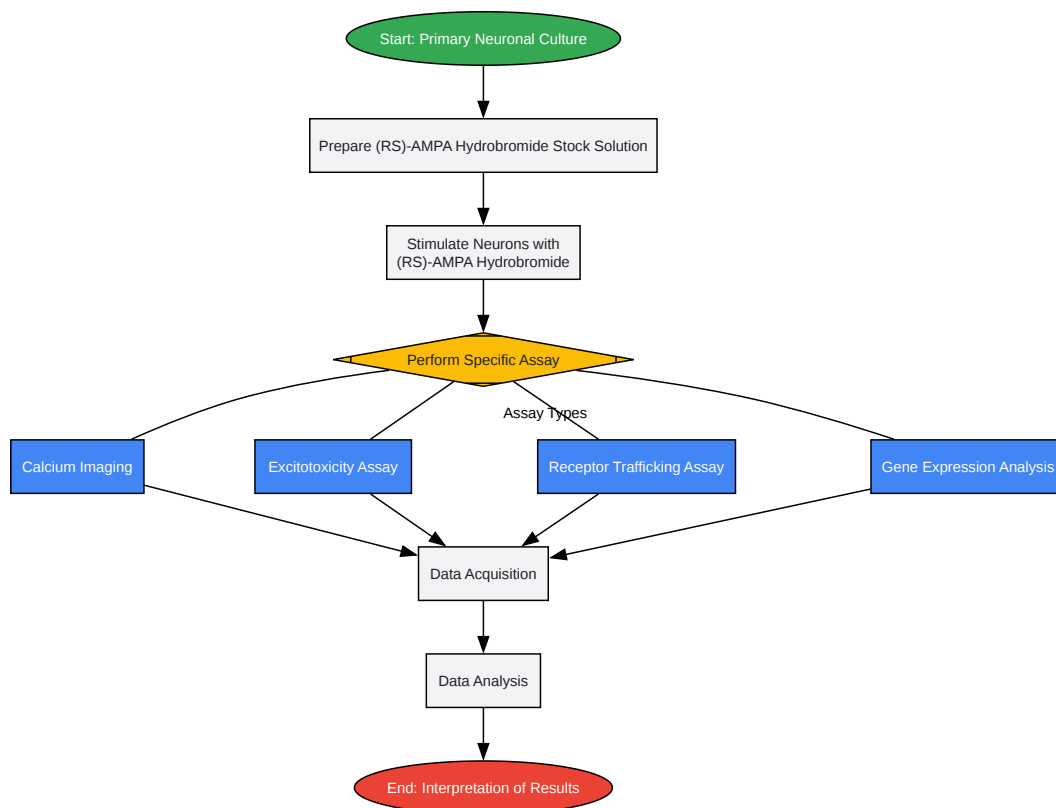 Start: Primary Neuronal Culture
Prepare (RS)-AMPA Hydrobromide Stock Solution
Stimulate Neurons with
(RS)-AMPA Hydrobromide
Perform Specific Assay
Assay Types
Calcium Imaging
Excitotoxicity Assay
Receptor Trafficking Assay
Gene Expression Analysis
Data Acquisition
Data Analysis
End: Interpretation of Results